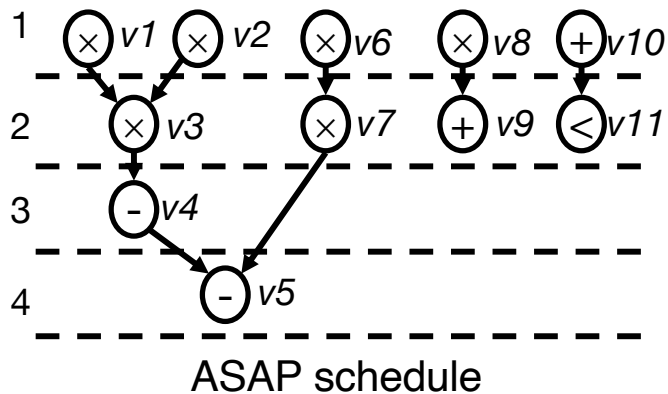 1 × v1 × v2 × v6 × v8 + v10
2 × v3 × v7 + v9 < v11
3 - v4
4 - v5
ASAP schedule